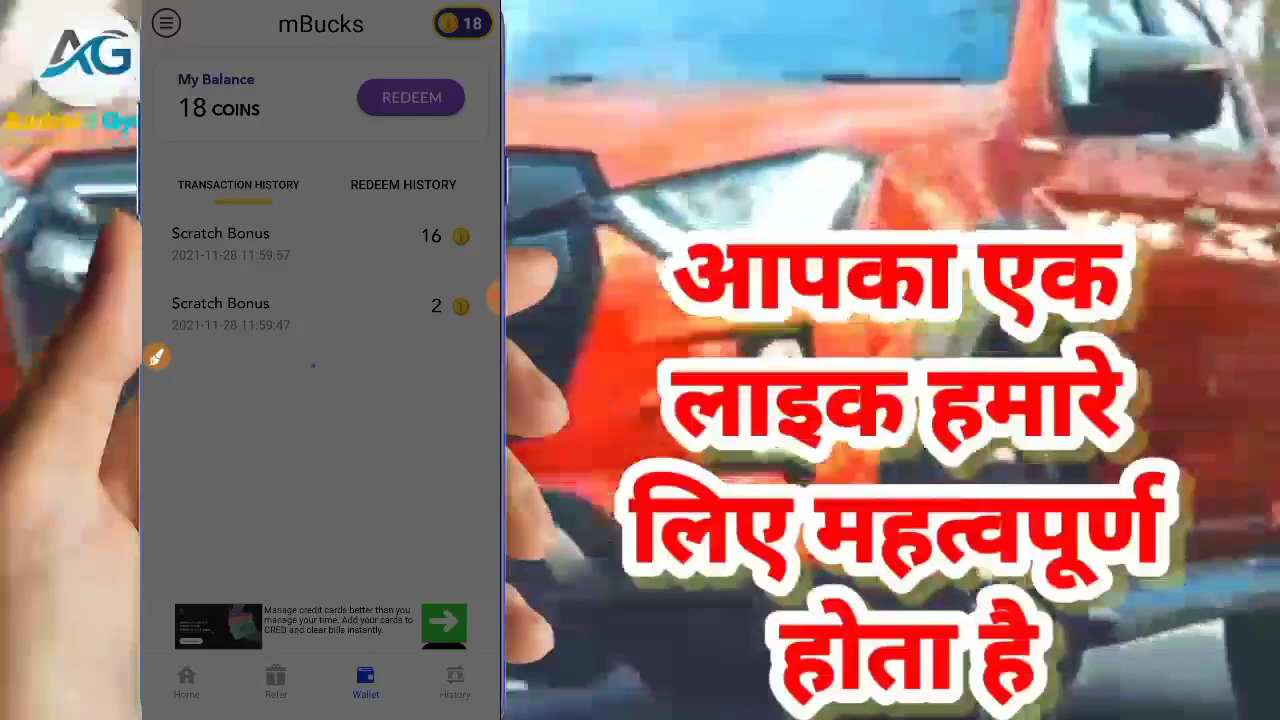 AG
mBucks
18
My Balance
18 COINS
REDEEM
TRANSACTION HISTORY
REDEEM HISTORY
Scratch Bonus
16
2021-11-28 11:59:57
Scratch Bonus
2
2021-11-28 11:59:47
Manage credit cards better than you
manage your time. Add your cards to
CRED and clear bills instantly.
Home
Refer
Wallet
History
आपका एक
लाइक हमारे
लिए महत्वपूर्ण
होता है